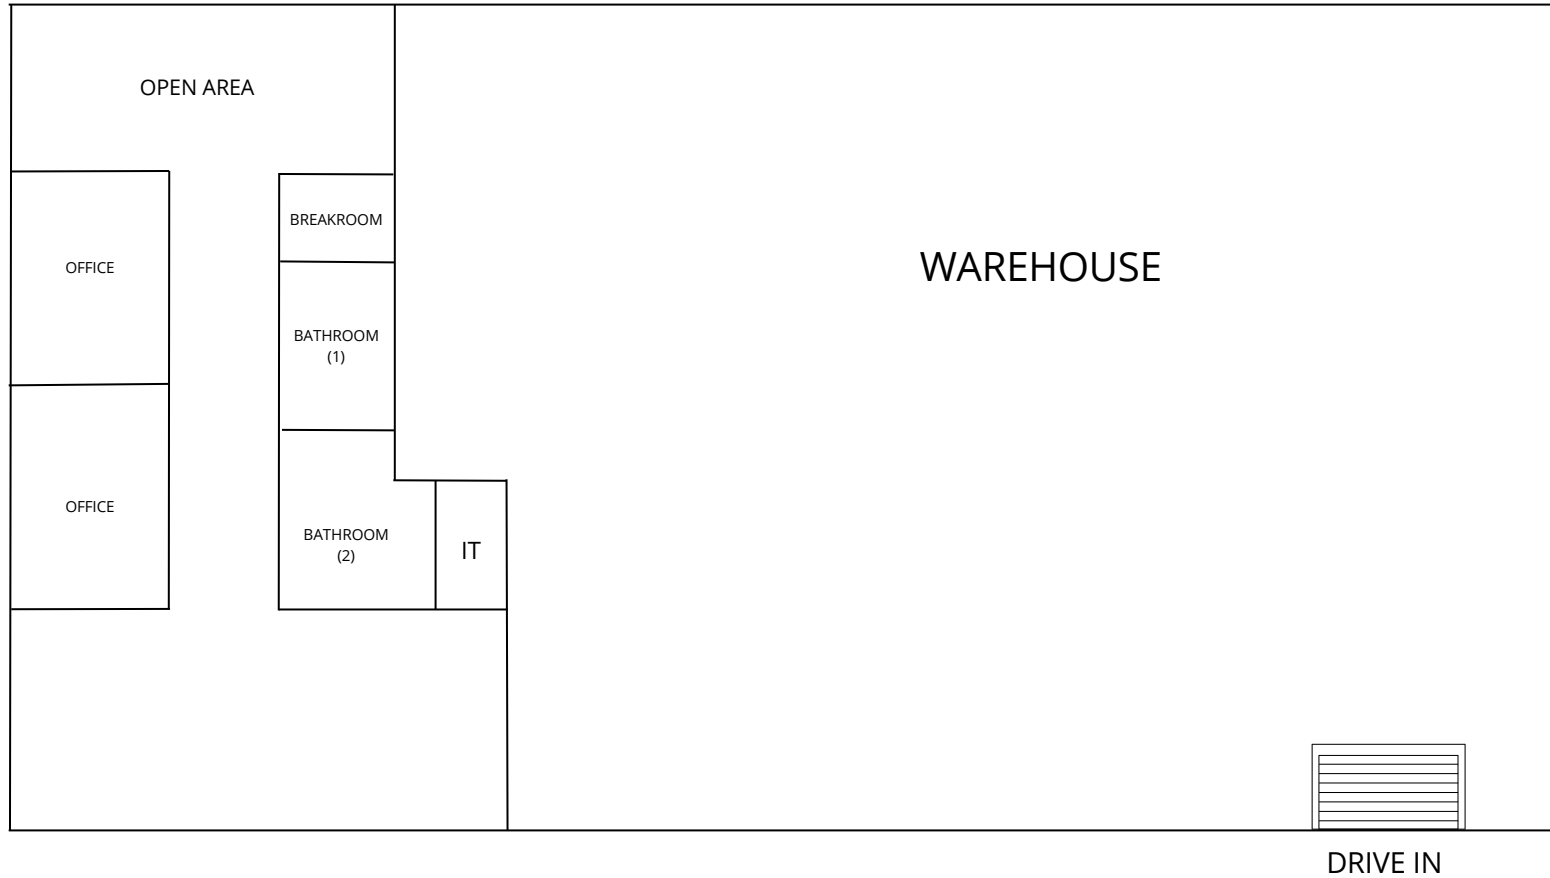 OPEN AREA
BREAKROOM
OFFICE
WAREHOUSE
BATHROOM
(1)
OFFICE
BATHROOM
(2)
IT
DRIVE IN